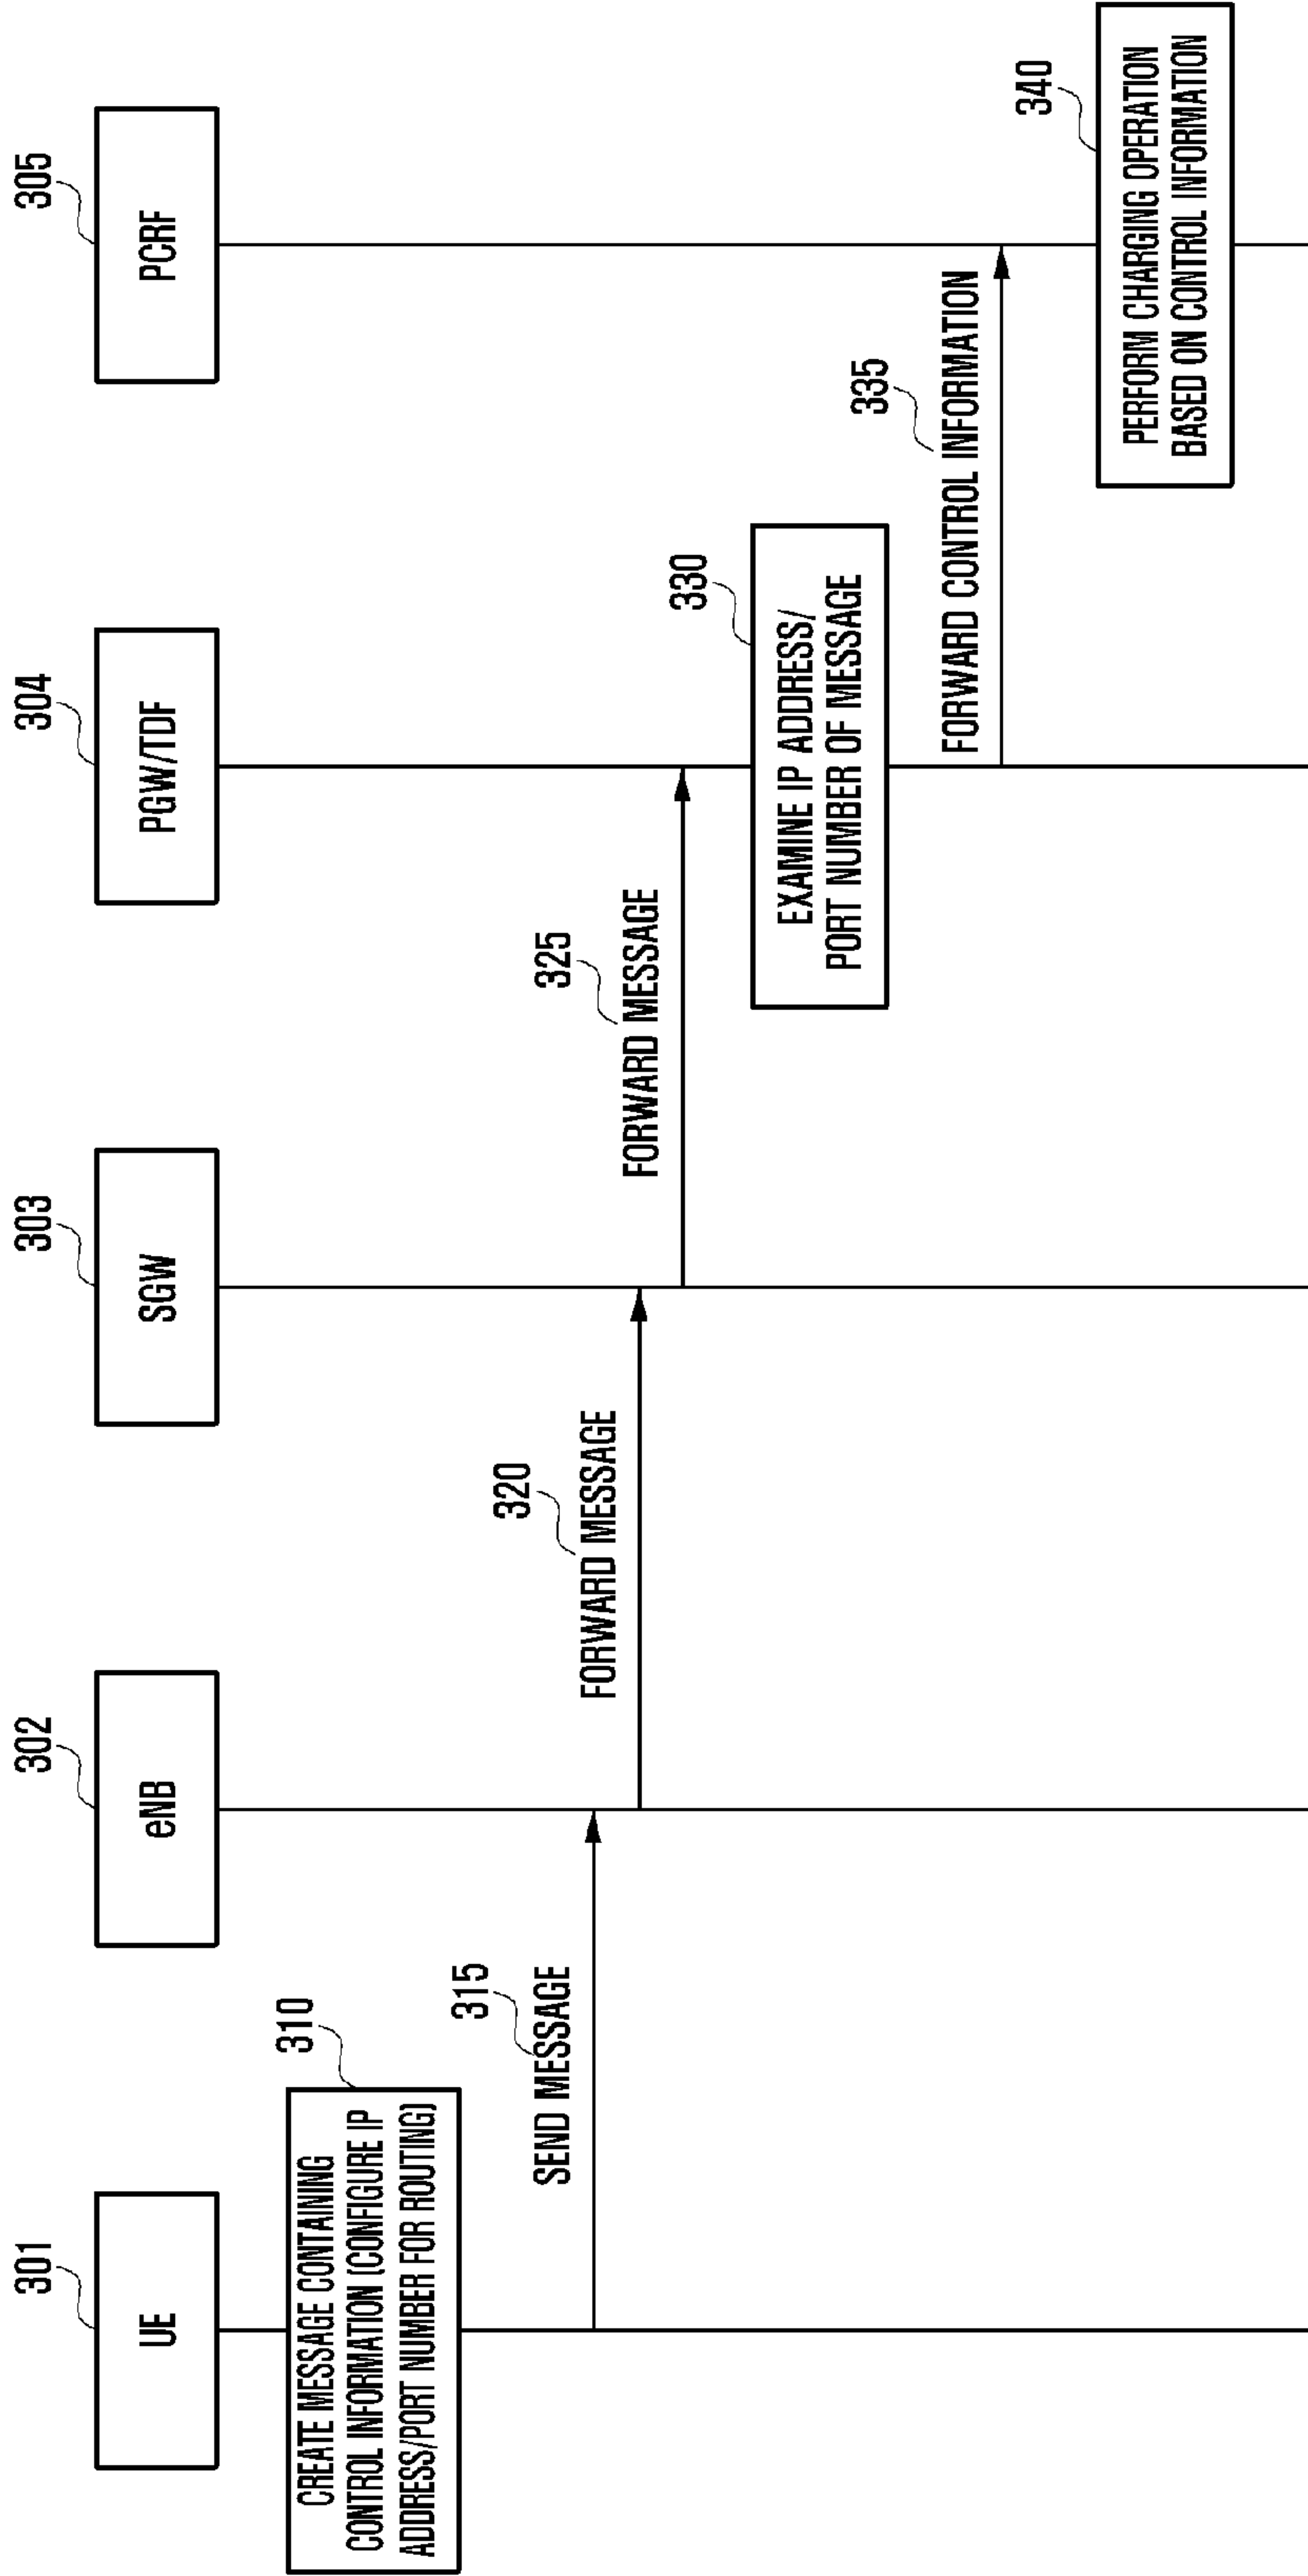 301
UE
302
eNB
303
SGW
304
PGW/TDF
305
PCRF
310
CREATE MESSAGE CONTAINING
CONTROL INFORMATION (CONFIGURE IP
ADDRESS/PORT NUMBER FOR ROUTING)
315
SEND MESSAGE
320
FORWARD MESSAGE
325
FORWARD MESSAGE
330
EXAMINE IP ADDRESS/
PORT NUMBER OF MESSAGE
335
FORWARD CONTROL INFORMATION
340
PERFORM CHARGING OPERATION
BASED ON CONTROL INFORMATION